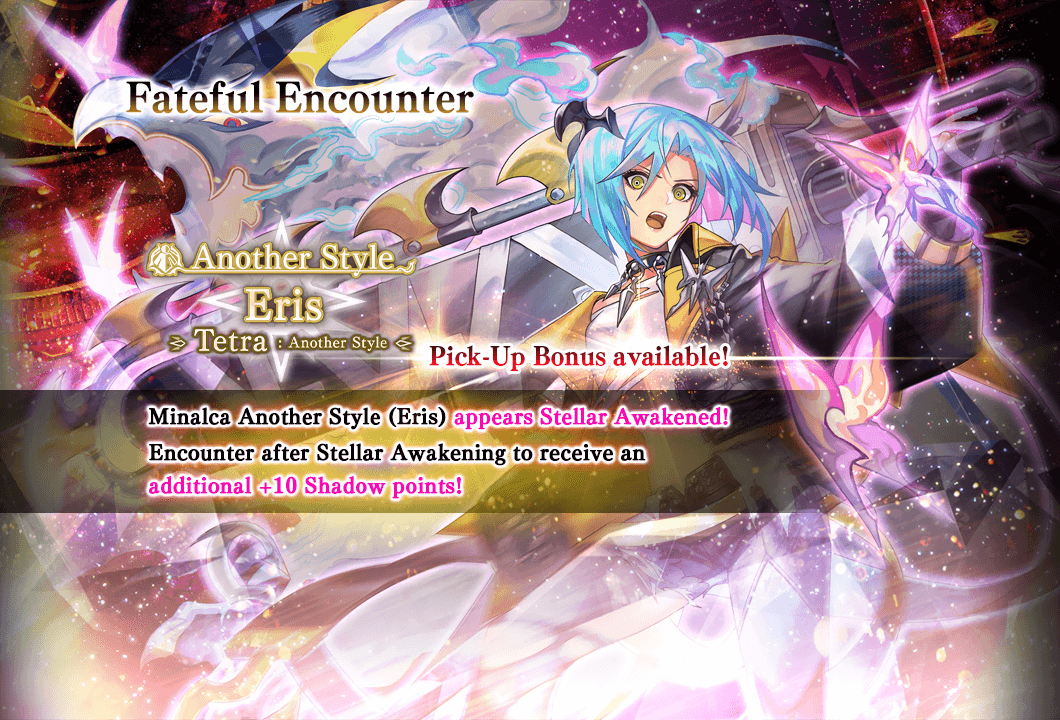 Fateful Encounter
Another Style
Eris
Tetra : Another Style
Pick-Up Bonus available!
Minalca Another Style (Eris) appears Stellar Awakened!
Encounter after Stellar Awakening to receive an
additional +10 Shadow points!